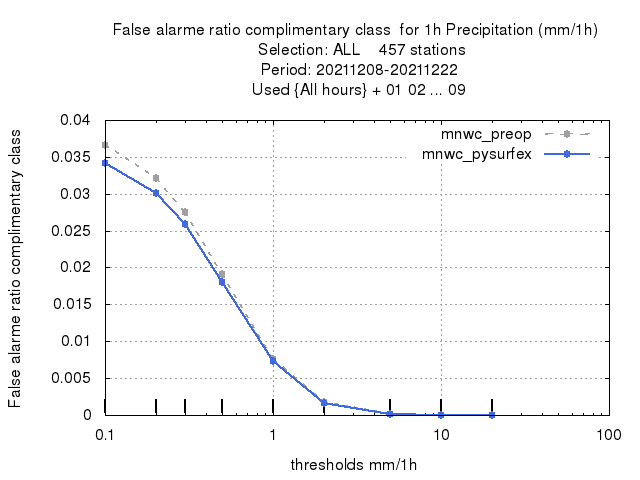 False alarme ratio complimentary class  for 1h Precipitation (mm/1h)
Selection: ALL    457 stations
Period: 20211208-20211222
Used {All hours} + 01 02 ... 09
mnwc_preop
mnwc_pysurfex
False alarme ratio complimentary class
0.04
0.035
0.03
0.025
0.02
0.015
0.01
0.005
0
0.1
1
10
100
thresholds mm/1h